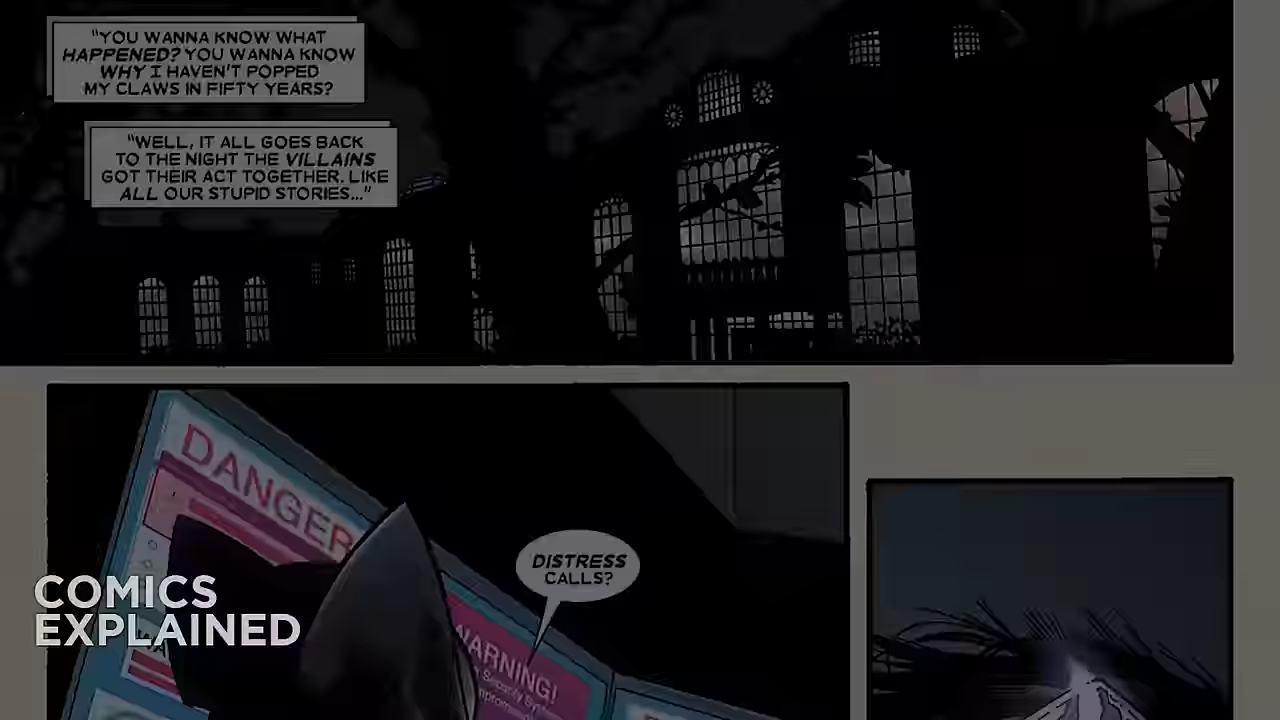 "YOU WANNA KNOW WHAT
HAPPENED? YOU WANNA KNOW
WHY I HAVEN'T POPPED
MY CLAWS IN FIFTY YEARS?
"WELL, IT ALL GOES BACK
TO THE NIGHT THE VILLAINS
GOT THEIR ACT TOGETHER. LIKE
ALL OUR STUPID STORIES..."
DANGER
DISTRESS
CALLS?
WARNING!
Security
COMICS
EXPLAINED